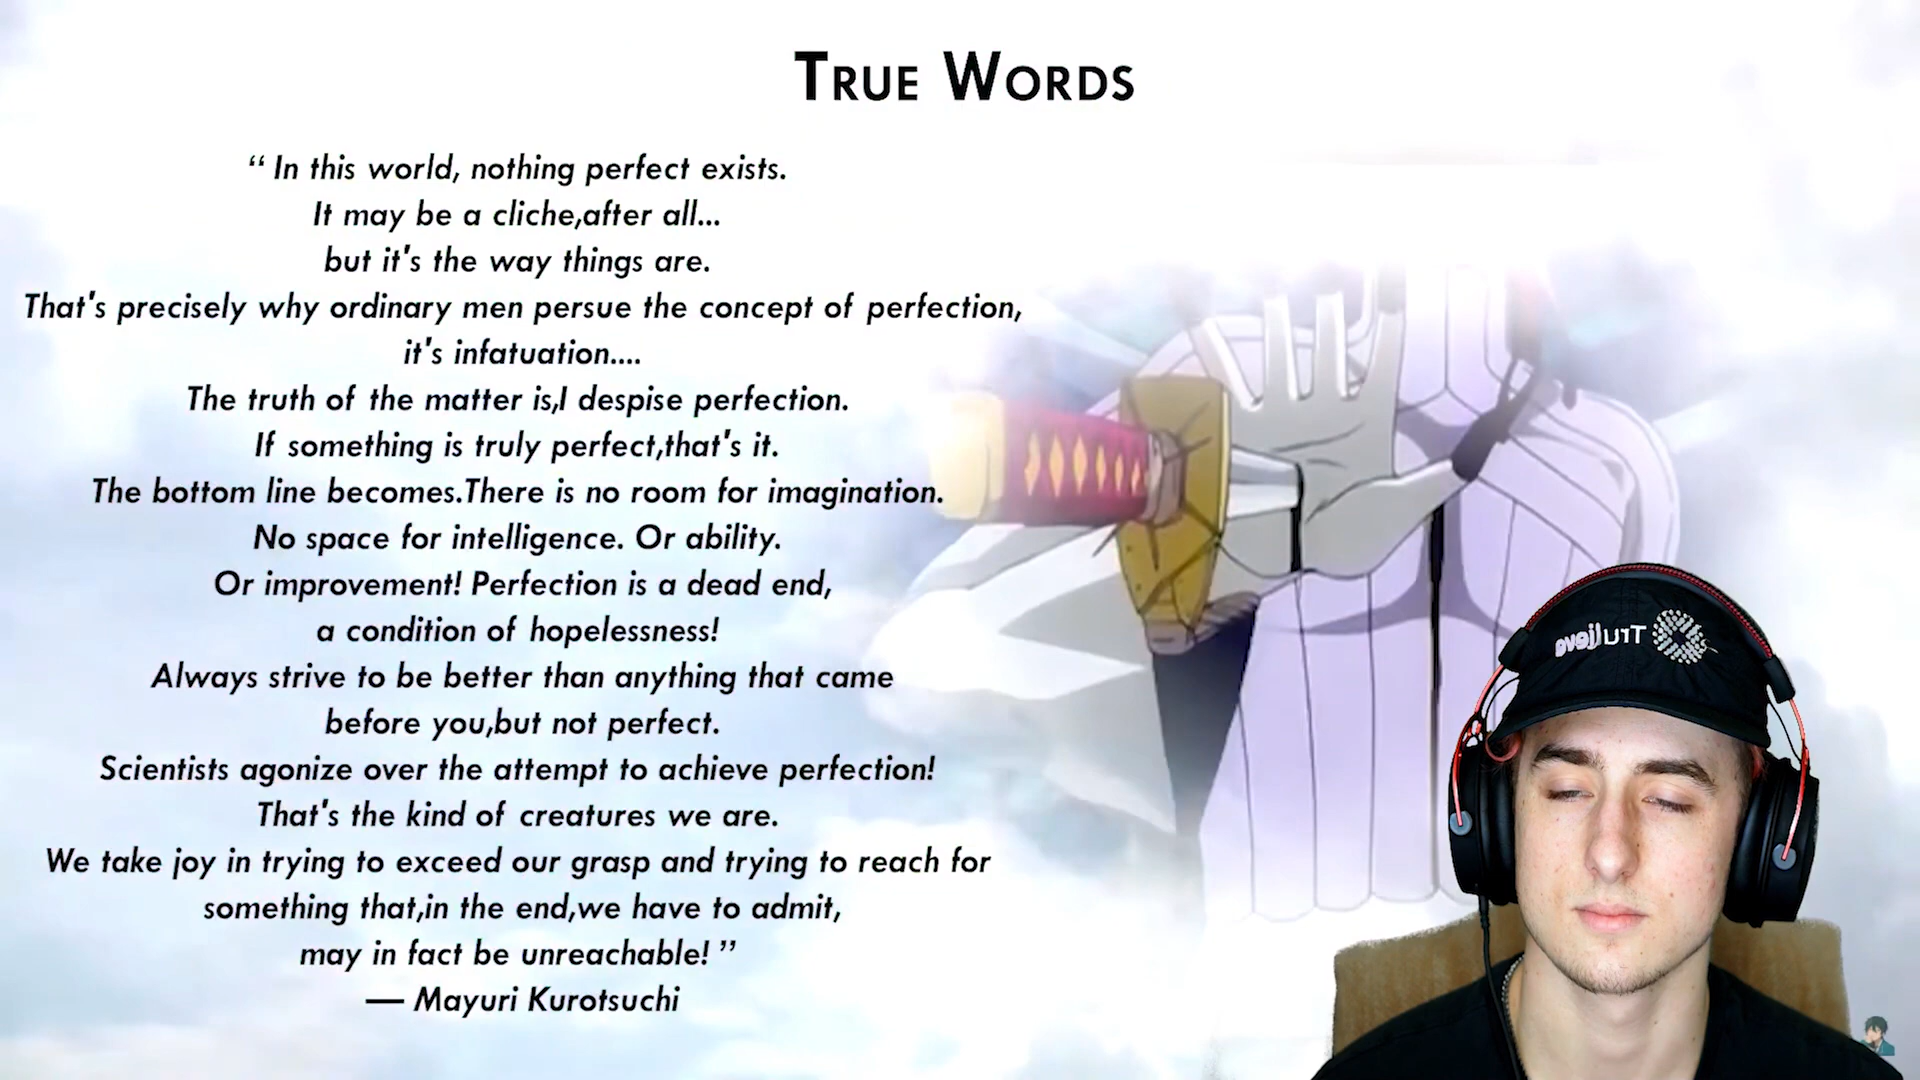 TRUE WORDS
“ In this world, nothing perfect exists.
It may be a cliche,after all...
but it's the way things are.
That's precisely why ordinary men persue the concept of perfection,
it's infatuation....
The truth of the matter is,I despise perfection.
If something is truly perfect,that's it.
The bottom line becomes.There is no room for imagination.
No space for intelligence. Or ability.
Or improvement! Perfection is a dead end,
a condition of hopelessness!
Always strive to be better than anything that came
before you,but not perfect.
Scientists agonize over the attempt to achieve perfection!
That's the kind of creatures we are.
We take joy in trying to exceed our grasp and trying to reach for
something that,in the end,we have to admit,
may in fact be unreachable! ”
— Mayuri Kurotsuchi
Trulieve